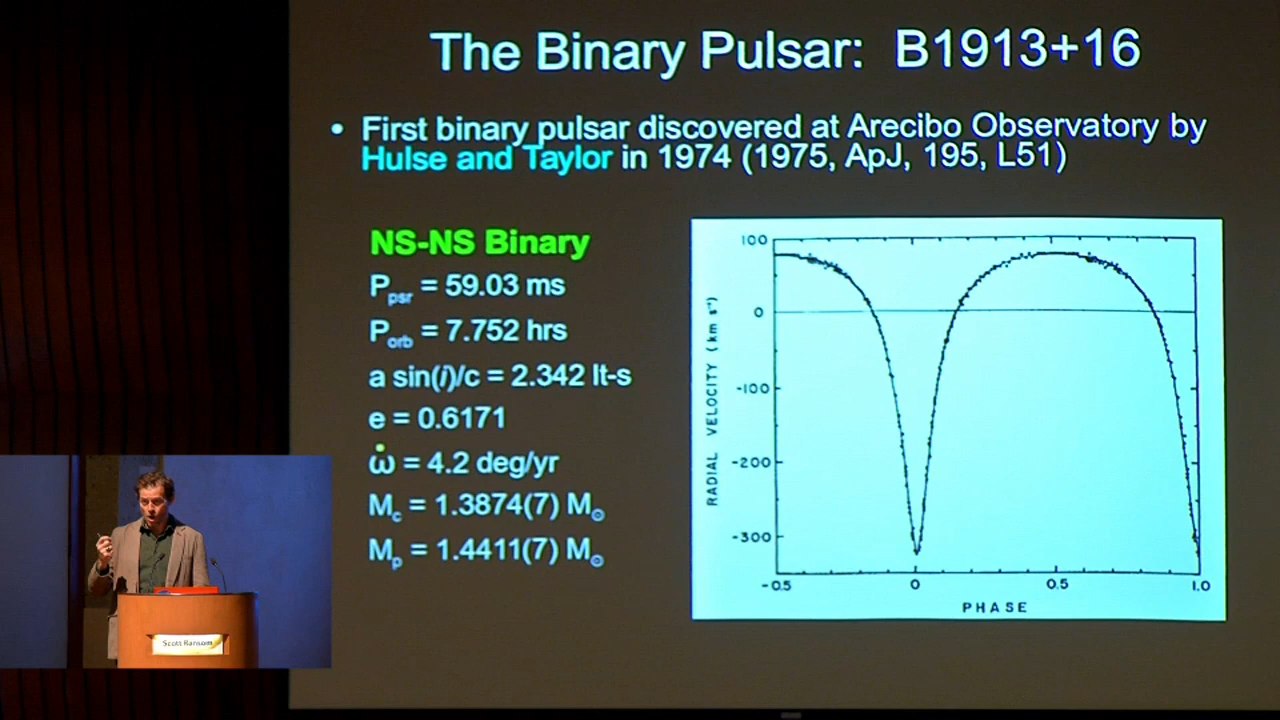 The Binary Pulsar: B1913+16
• First binary pulsar discovered at Arecibo Observatory by
Hulse and Taylor in 1974 (1975, ApJ, 195, L51)
NS-NS Binary
Ppsr = 59.03 ms
Porb = 7.752 hrs
a sin(i)/c = 2.342 lt-s
e = 0.6171
ω̇ = 4.2 deg/yr
Mc = 1.3874(7) M⊙
Mp = 1.4411(7) M⊙
100
0
-100
-200
-300
RADIAL VELOCITY (km s⁻¹)
-0.5 0 0.5 1.0
PHASE
Scott Ransom